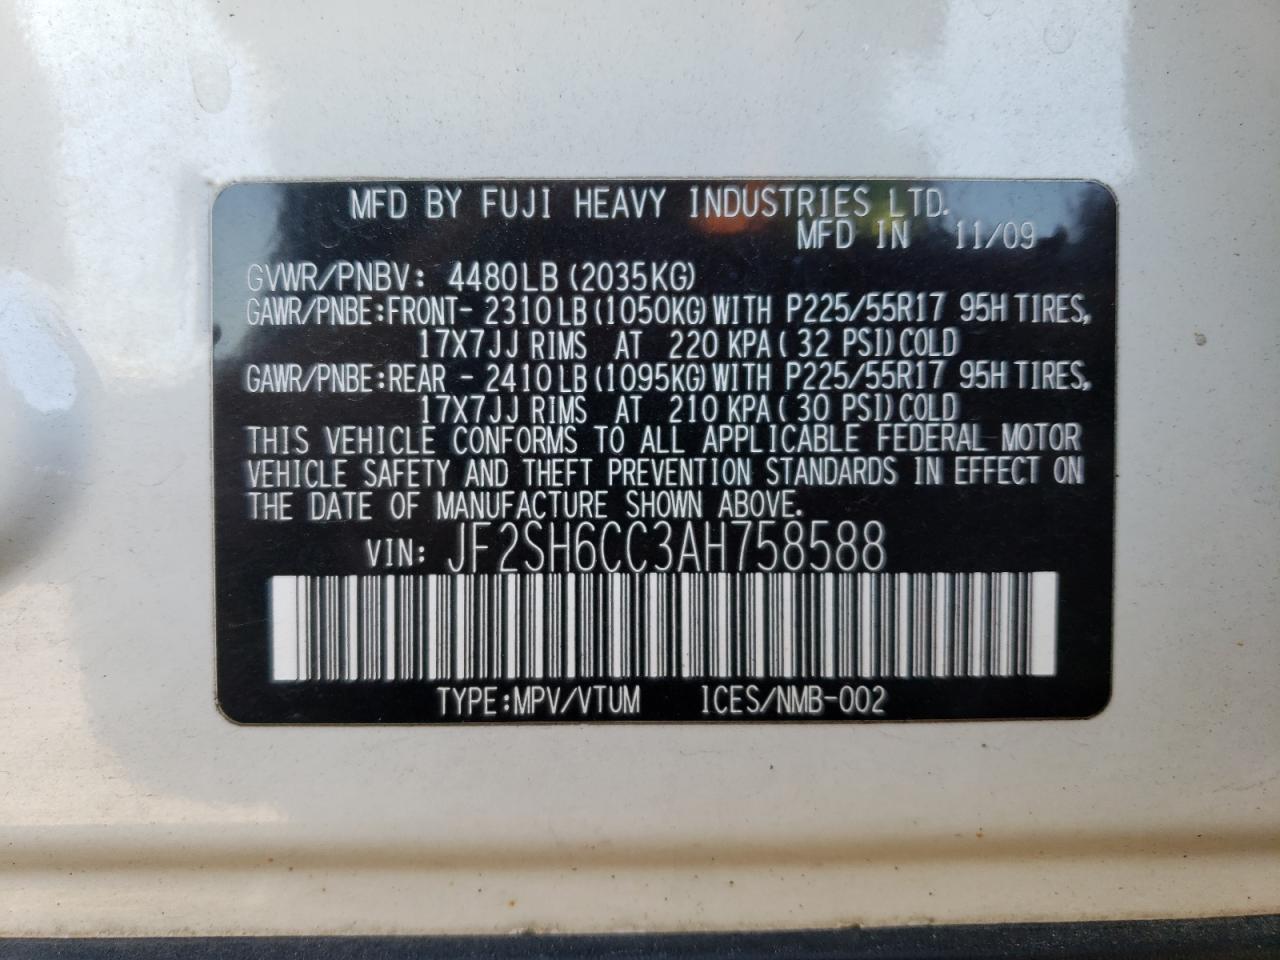 MFD BY FUJI HEAVY INDUSTRIES LTD.
MFD IN 11/09
GVWR/PNBV: 4480LB (2035KG)
GAWR/PNBE:FRONT- 2310 LB (1050KG) WITH P225/55R17 95H TIRES,
17X7JJ RIMS AT 220 KPA ( 32 PSI) COLD
GAWR/PNBE:REAR - 2410 LB (1095KG) WITH P225/55R17 95H TIRES,
17X7JJ RIMS AT 210 KPA ( 30 PSI) COLD
THIS VEHICLE CONFORMS TO ALL APPLICABLE FEDERAL MOTOR
VEHICLE SAFETY AND THEFT PREVENTION STANDARDS IN EFFECT ON
THE DATE OF MANUFACTURE SHOWN ABOVE.
VIN: JF2SH6CC3AH758588
TYPE:MPV/VTUM ICES/NMB-002